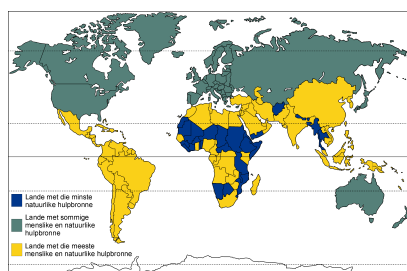 Lande met die minste
natuurlike hulpbronne
Lande met sommige
menslike en natuurlike
hulpbronne
Lande met die meeste
menslike en natuurlike hulpbronne